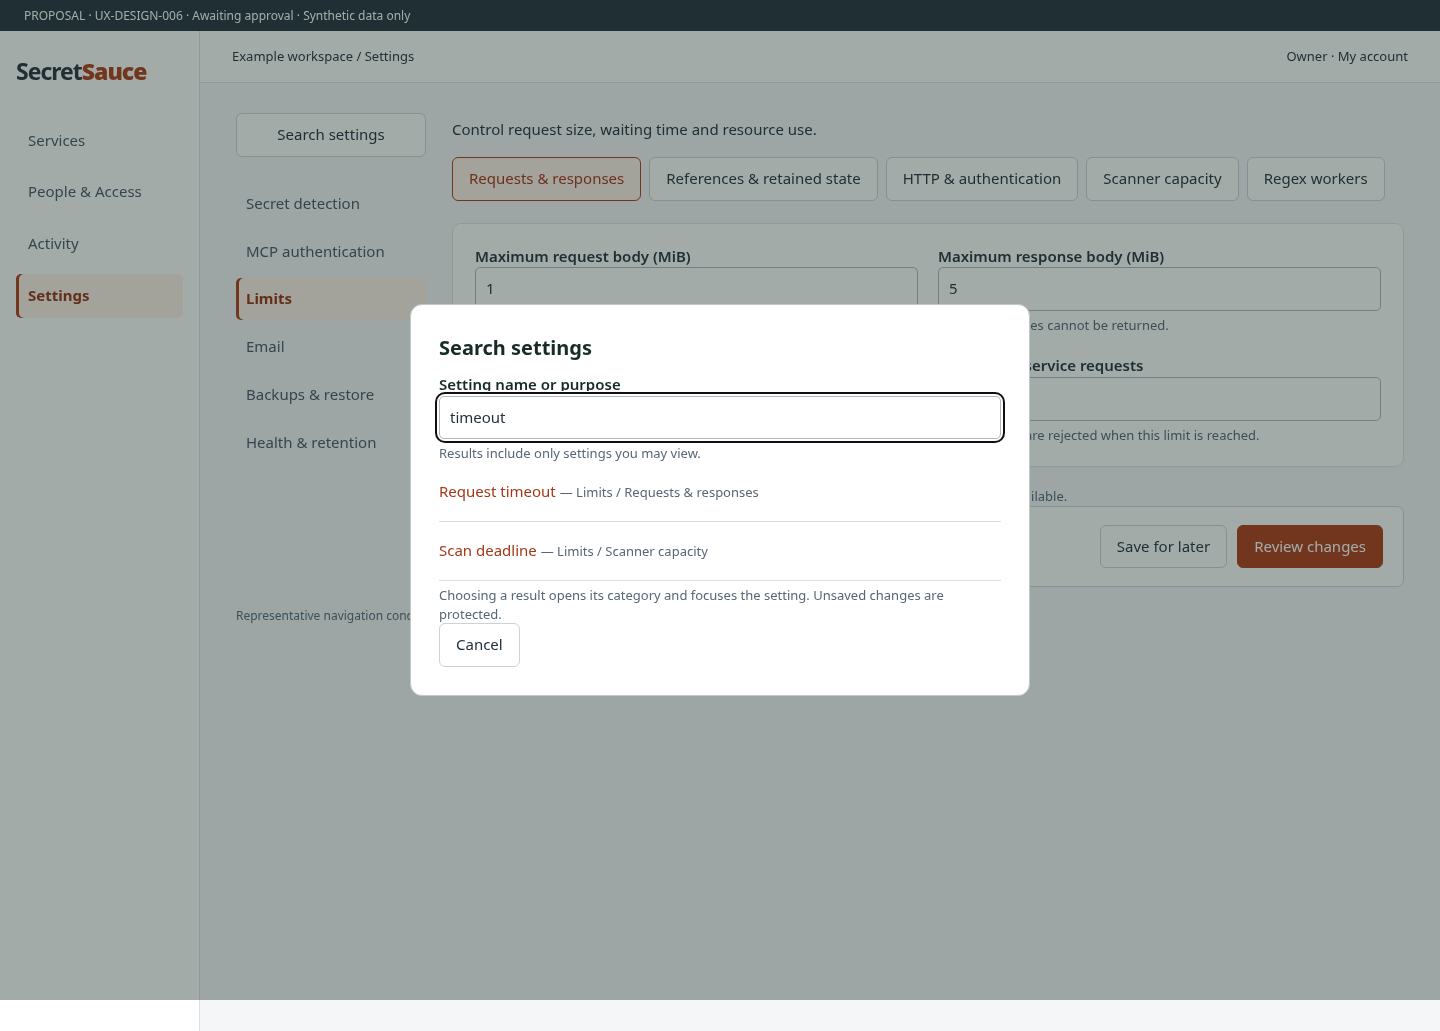 PROPOSAL · UX-DESIGN-006 · Awaiting approval · Synthetic data only
SecretSauce
Example workspace / Settings
Owner · My account
Services
People & Access
Activity
Settings
Search settings
Secret detection
MCP authentication
Limits
Email
Backups & restore
Health & retention
Representative navigation
Control request size, waiting time and resource use.
Requests & responses
References & retained state
HTTP & authentication
Scanner capacity
Regex workers
Maximum request body (MiB)
1
Maximum response body (MiB)
5
es cannot be returned.
service requests
are rejected when this limit is reached.
ilable.
Save for later
Review changes
Search settings
Setting name or purpose
timeout
Results include only settings you may view.
Request timeout — Limits / Requests & responses
Scan deadline — Limits / Scanner capacity
Choosing a result opens its category and focuses the setting. Unsaved changes are
protected.
Cancel